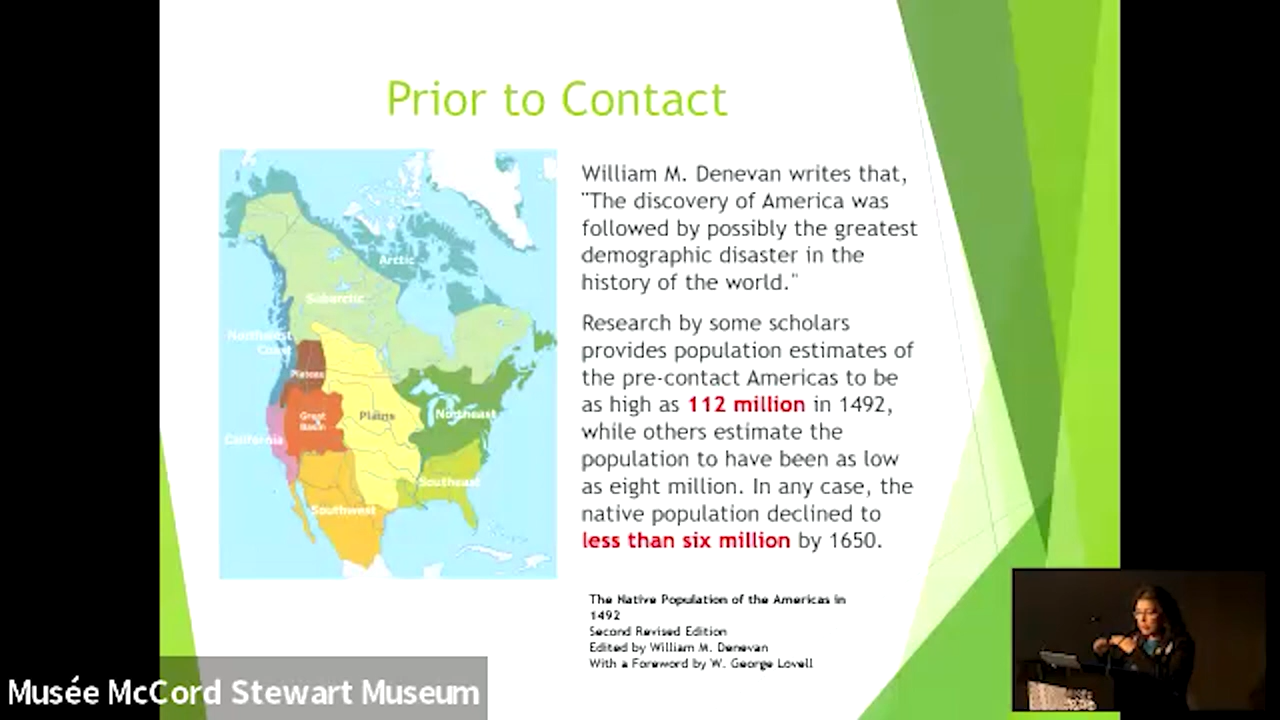 Prior to Contact
William M. Denevan writes that,
"The discovery of America was
followed by possibly the greatest
demographic disaster in the
history of the world."
Research by some scholars
provides population estimates of
the pre-contact Americas to be
as high as 112 million in 1492,
while others estimate the
population to have been as low
as eight million. In any case, the
native population declined to
less than six million by 1650.
The Native Population of the Americas in
1492
Second Revised Edition
Edited by William M. Denevan
With a Foreword by W. George Lovell
Arctic
Subarctic
Northwest
Coast
Plateau
Great
Basin
Plains
Northeast
California
Southeast
Southwest
Musée McCord Stewart Museum